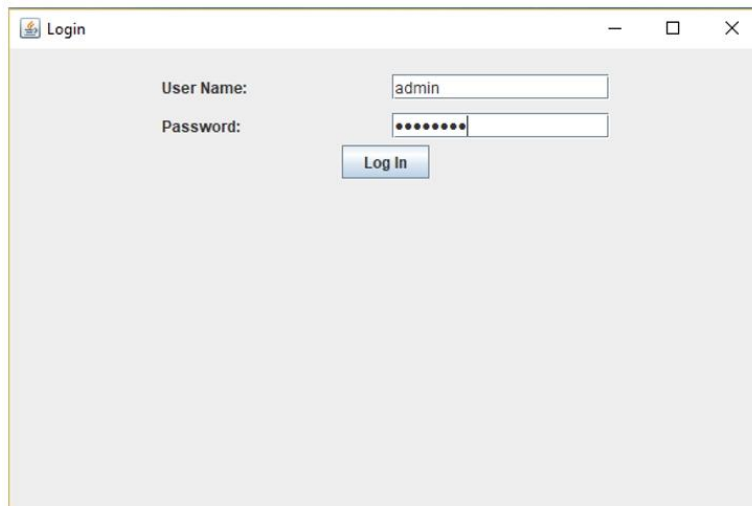 Login
User Name: admin
Password: ••••••••
Log In